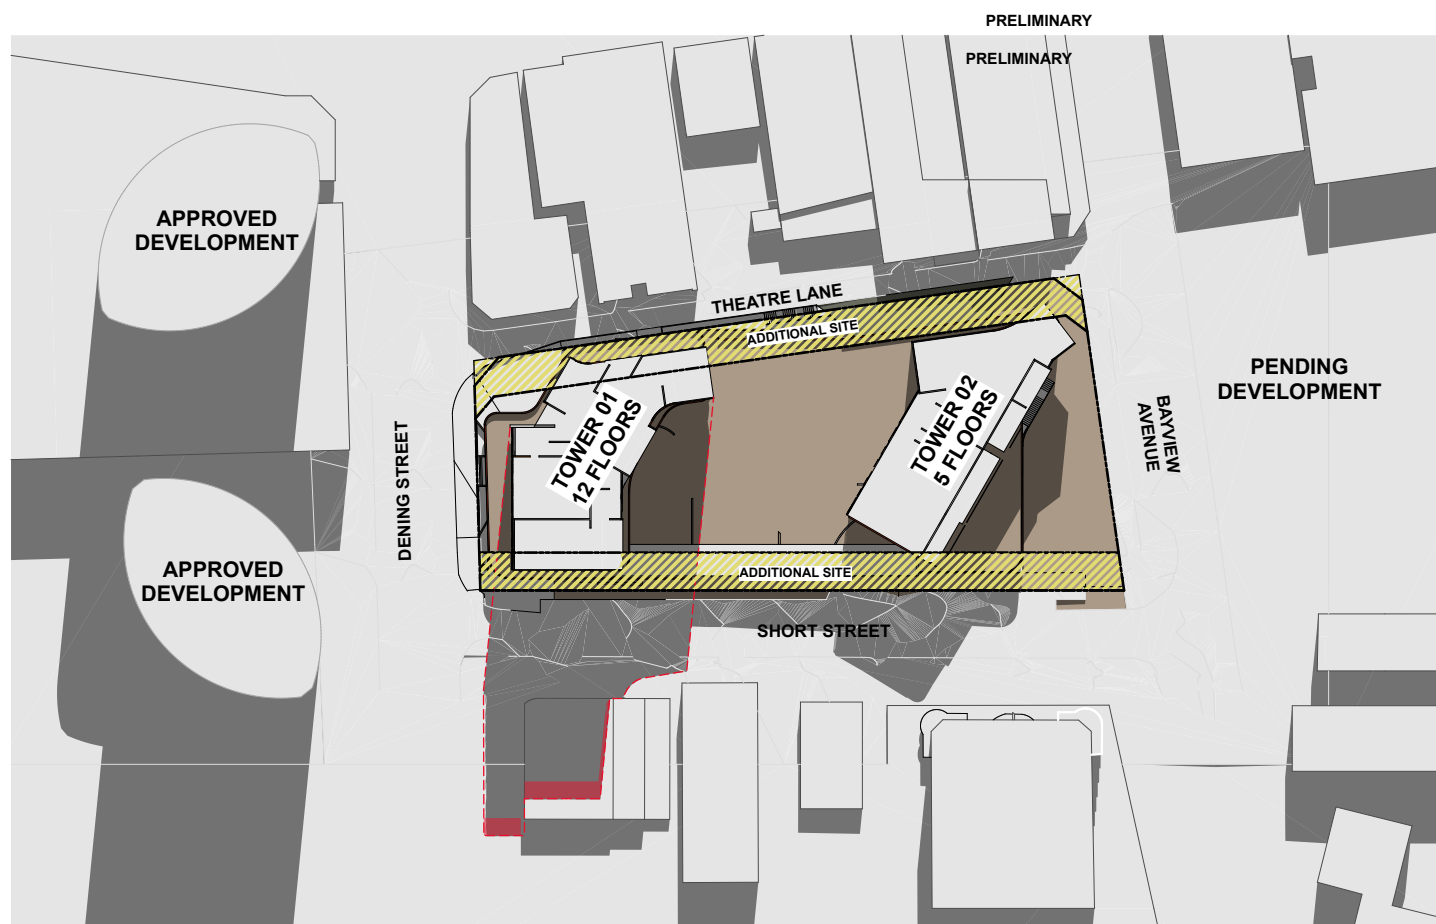 PRELIMINARY
PRELIMINARY
APPROVED
DEVELOPMENT
THEATRE LANE
ADDITIONAL SITE
PENDING
DEVELOPMENT
TOWER 01
12 FLOORS
TOWER 02
5 FLOORS
BAYVIEW
AVENUE
DENING STREET
APPROVED
DEVELOPMENT
ADDITIONAL SITE
SHORT STREET